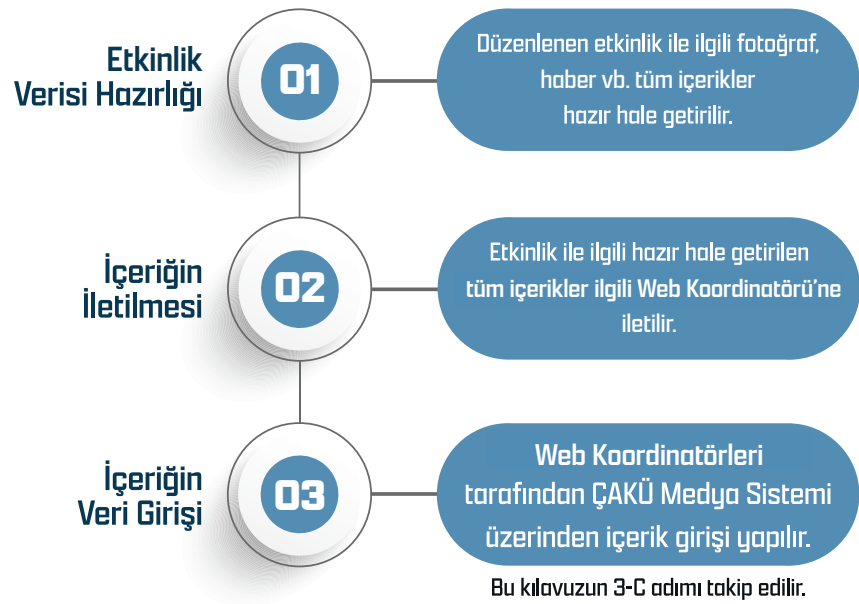 Etkinlik
Verisi Hazırlığı
01
Düzenlenen etkinlik ile ilgili fotoğraf,
haber vb. tüm içerikler
hazır hale getirilir.
İçeriğin
İletilmesi
02
Etkinlik ile ilgili hazır hale getirilen
tüm içerikler ilgili Web Koordinatörü’ne
iletilir.
İçeriğin
Veri Girişi
03
Web Koordinatörleri
tarafından ÇAKÜ Medya Sistemi
üzerinden içerik girişi yapılır.
Bu kılavuzun 3-C adımı takip edilir.